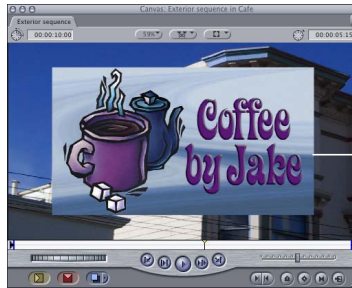 Canvas: Exterior sequence in Cafe
Exterior sequence
00:00:10:00
59%
00:00:05:15
Coffee
by Jake